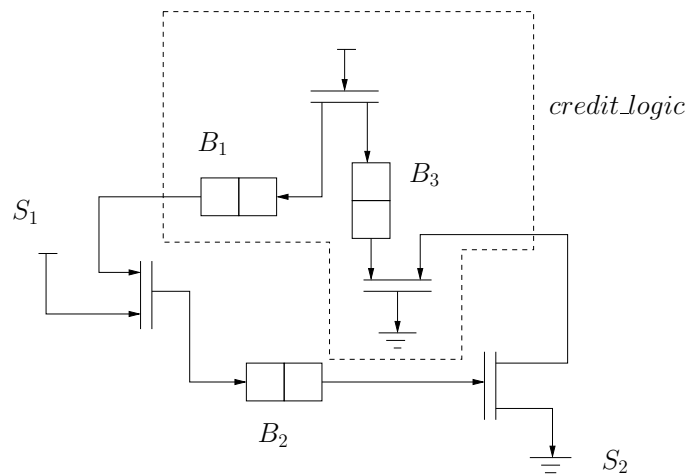 credit_logic
B₁
B₃
S₁
B₂
S₂